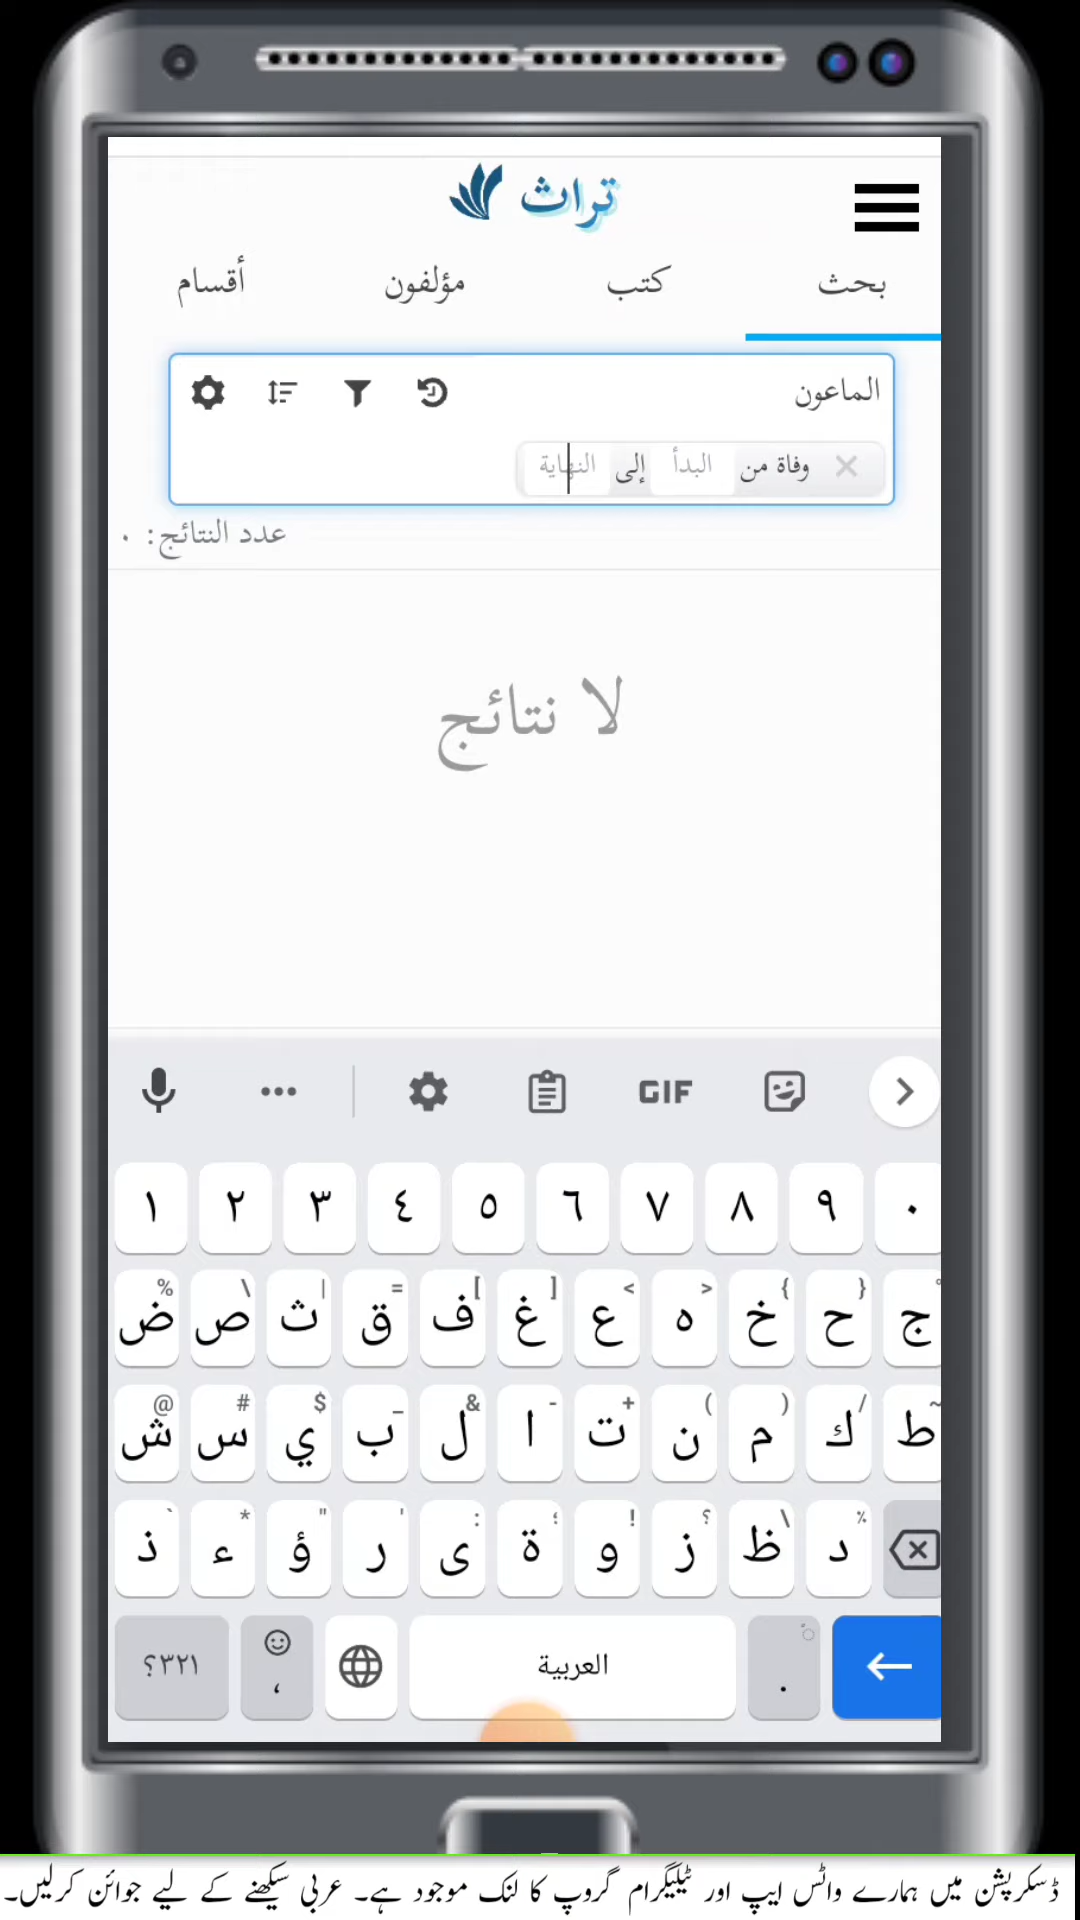 تراث
بحث كتب مؤلفون أقسام
الماعون
وفاة من البدأ إلى النهاية
عدد النتائج: ٠
لا نتائج
GIF
١ ٢ ٣ ٤ ٥ ٦ ٧ ٨ ٩ ٠
ض ص ث ق ف غ ع ه خ ح ج
ش س ي ب ل ا ت ن م ك ط
ذ ء ؤ ر ى ة و ز ظ د
؟٣٢١ ، العربية .
ڈسکرپشن میں ہمارے واٹس ایپ اور ٹیلیگرام گروپ کا لنک موجود ہے۔ عربی سیکھنے کے لیے جوائن کرلیں۔